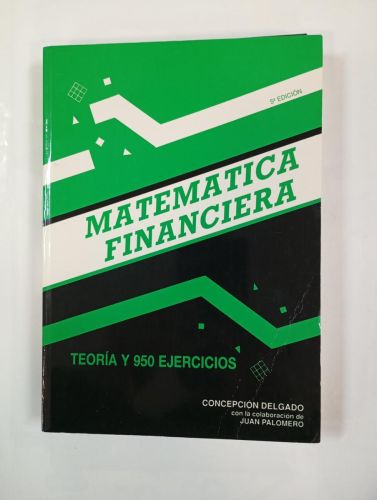 5ª EDICIÓN
MATEMATICA
FINANCIERA
TEORÍA Y 950 EJERCICIOS
CONCEPCIÓN DELGADO
con la colaboración de
JUAN PALOMERO